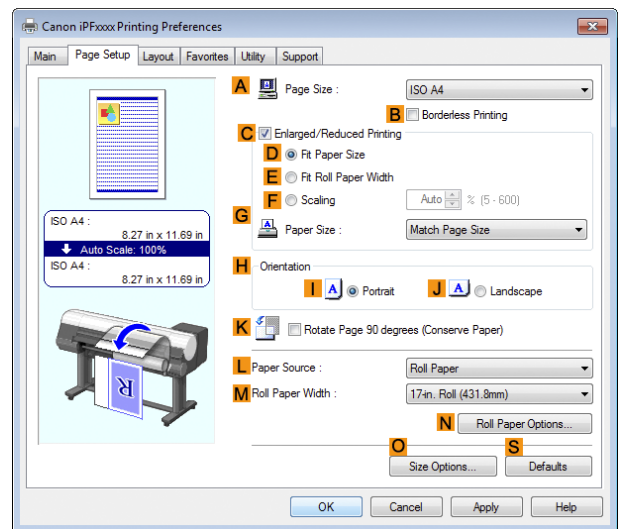 Canon iPFxxxx Printing Preferences
Main Page Setup Layout Favorites Utility Support
A Page Size : ISO A4
B Borderless Printing
C Enlarged/Reduced Printing
D Fit Paper Size
E Fit Roll Paper Width
F Scaling Auto % (5 - 600)
G Paper Size : Match Page Size
ISO A4 :
8.27 in x 11.69 in
Auto Scale: 100%
ISO A4 :
8.27 in x 11.69 in
H Orientation
I A Portrait J A Landscape
K Rotate Page 90 degrees (Conserve Paper)
R
L Paper Source : Roll Paper
M Roll Paper Width : 17-in. Roll (431.8mm)
N Roll Paper Options...
O S
Size Options... Defaults
OK Cancel Apply Help